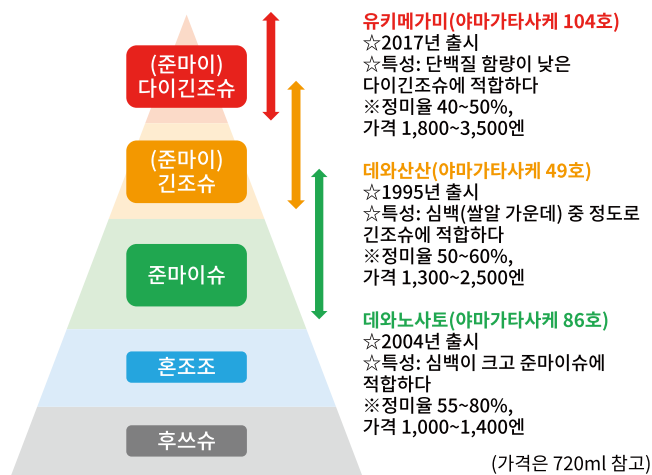 (준마이)
다이긴조슈
(준마이)
긴조슈
준마이슈
혼조조
후쓰슈
유키메가미(야마가타사케 104호)
☆2017년 출시
☆특성: 단백질 함량이 낮은
다이긴조슈에 적합하다
※정미율 40~50%,
가격 1,800~3,500엔
데와산산(야마가타사케 49호)
☆1995년 출시
☆특성: 심백(쌀알 가운데) 중 정도로
긴조슈에 적합하다
※정미율 50~60%,
가격 1,300~2,500엔
데와노사토(야마가타사케 86호)
☆2004년 출시
☆특성: 심백이 크고 준마이슈에
적합하다
※정미율 55~80%,
가격 1,000~1,400엔
(가격은 720ml 참고)